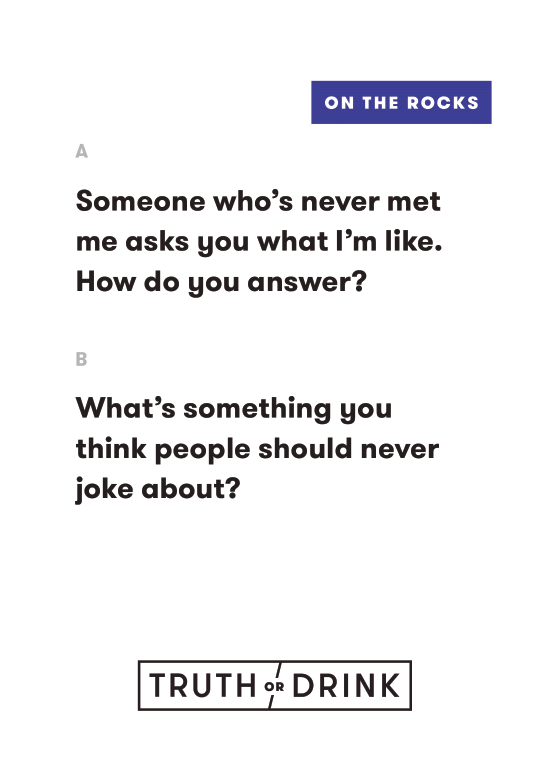 ON THE ROCKS
A
Someone who’s never met
me asks you what I’m like.
How do you answer?
B
What’s something you
think people should never
joke about?
TRUTH OR DRINK